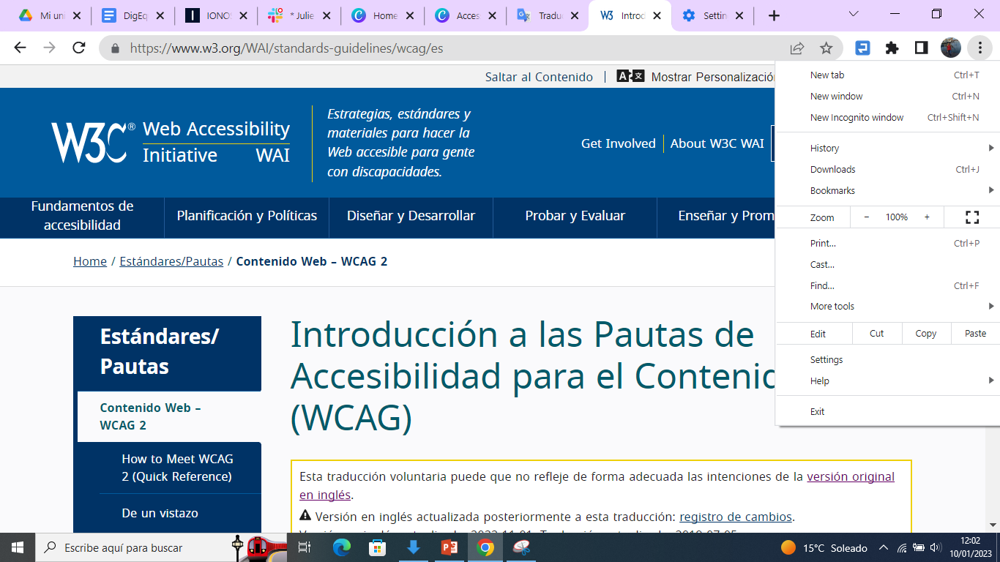 Mi uni
DigEq
IONOS
* Julie
Home
Acces
Traduc
Introc
Settin
https://www.w3.org/WAI/standards-guidelines/wcag/es
Saltar al Contenido | Mostrar Personalización
W3C® Web Accessibility
Initiative WAI
Estrategias, estándares y
materiales para hacer la
Web accesible para gente
con discapacidades.
Get Involved
About W3C WAI
Fundamentos de
accesibilidad
Planificación y Políticas
Diseñar y Desarrollar
Probar y Evaluar
Enseñar y Prom
Home / Estándares/Pautas / Contenido Web – WCAG 2
Estándares/
Pautas
Contenido Web –
WCAG 2
How to Meet WCAG
2 (Quick Reference)
De un vistazo
Introducción a las Pautas de
Accesibilidad para el Contenid
(WCAG)
Esta traducción voluntaria puede que no refleje de forma adecuada las intenciones de la versión original
en inglés.
Versión en inglés actualizada posteriormente a esta traducción: registro de cambios.
New tab Ctrl+T
New window Ctrl+N
New Incognito window Ctrl+Shift+N
History
Downloads Ctrl+J
Bookmarks
Zoom − 100% +
Print... Ctrl+P
Cast...
Find... Ctrl+F
More tools
Edit Cut Copy Paste
Settings
Help
Exit
Escribe aquí para buscar
15°C Soleado
12:02
10/01/2023